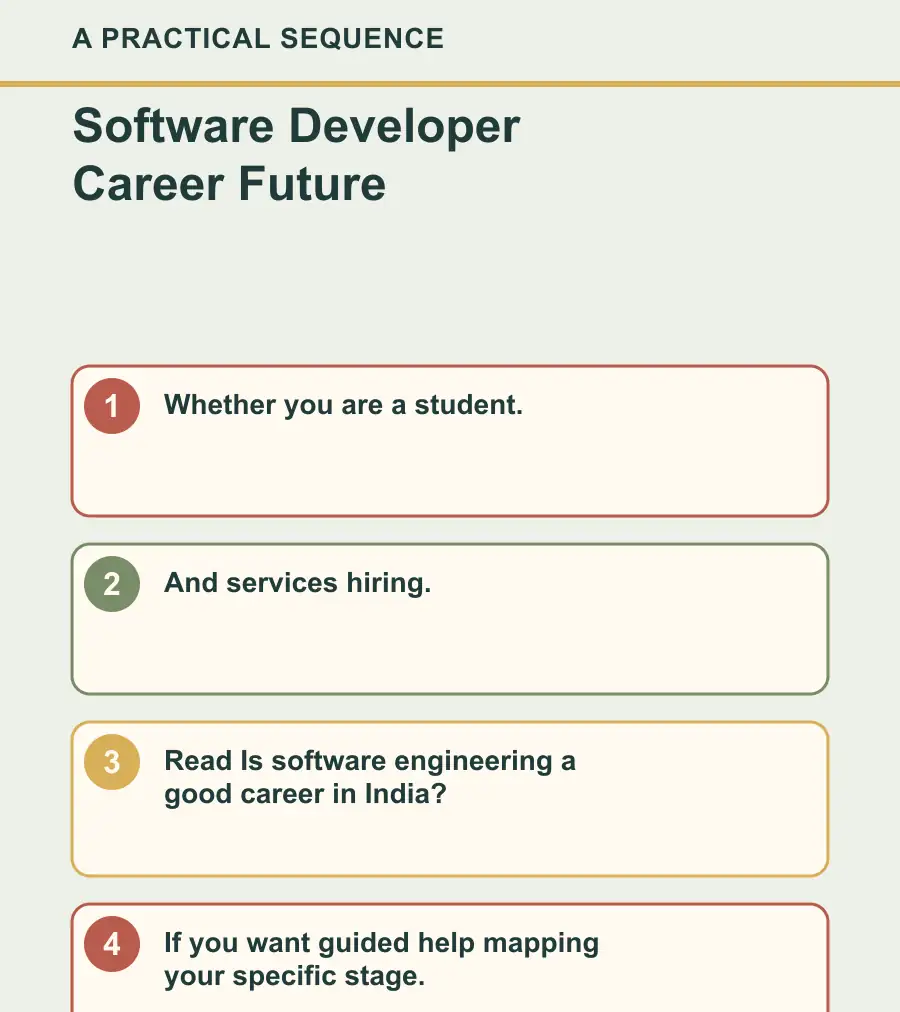 A PRACTICAL SEQUENCE
Software Developer
Career Future
1
Whether you are a student.
2
And services hiring.
3
Read Is software engineering a
good career in India?
4
If you want guided help mapping
your specific stage.